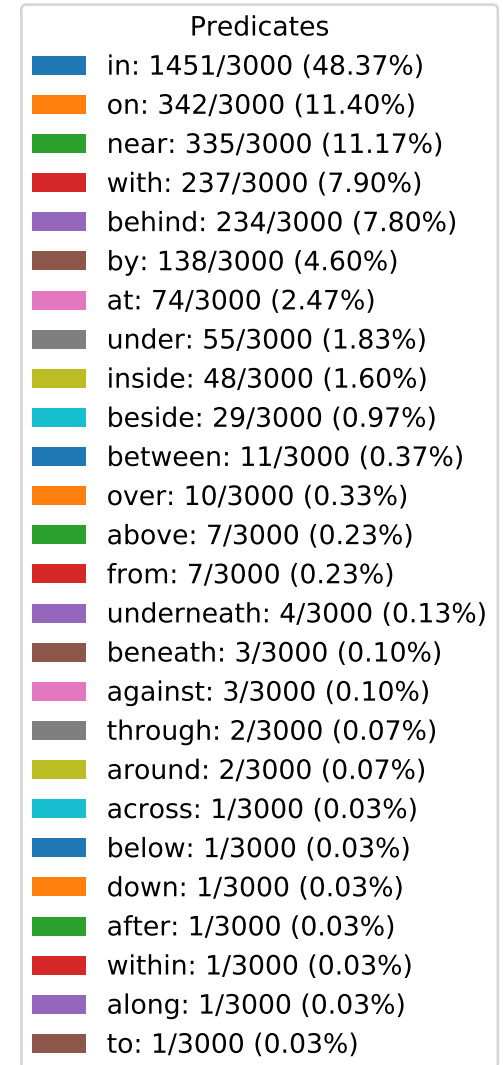 Predicates
in: 1451/3000 (48.37%)
on: 342/3000 (11.40%)
near: 335/3000 (11.17%)
with: 237/3000 (7.90%)
behind: 234/3000 (7.80%)
by: 138/3000 (4.60%)
at: 74/3000 (2.47%)
under: 55/3000 (1.83%)
inside: 48/3000 (1.60%)
beside: 29/3000 (0.97%)
between: 11/3000 (0.37%)
over: 10/3000 (0.33%)
above: 7/3000 (0.23%)
from: 7/3000 (0.23%)
underneath: 4/3000 (0.13%)
beneath: 3/3000 (0.10%)
against: 3/3000 (0.10%)
through: 2/3000 (0.07%)
around: 2/3000 (0.07%)
across: 1/3000 (0.03%)
below: 1/3000 (0.03%)
down: 1/3000 (0.03%)
after: 1/3000 (0.03%)
within: 1/3000 (0.03%)
along: 1/3000 (0.03%)
to: 1/3000 (0.03%)